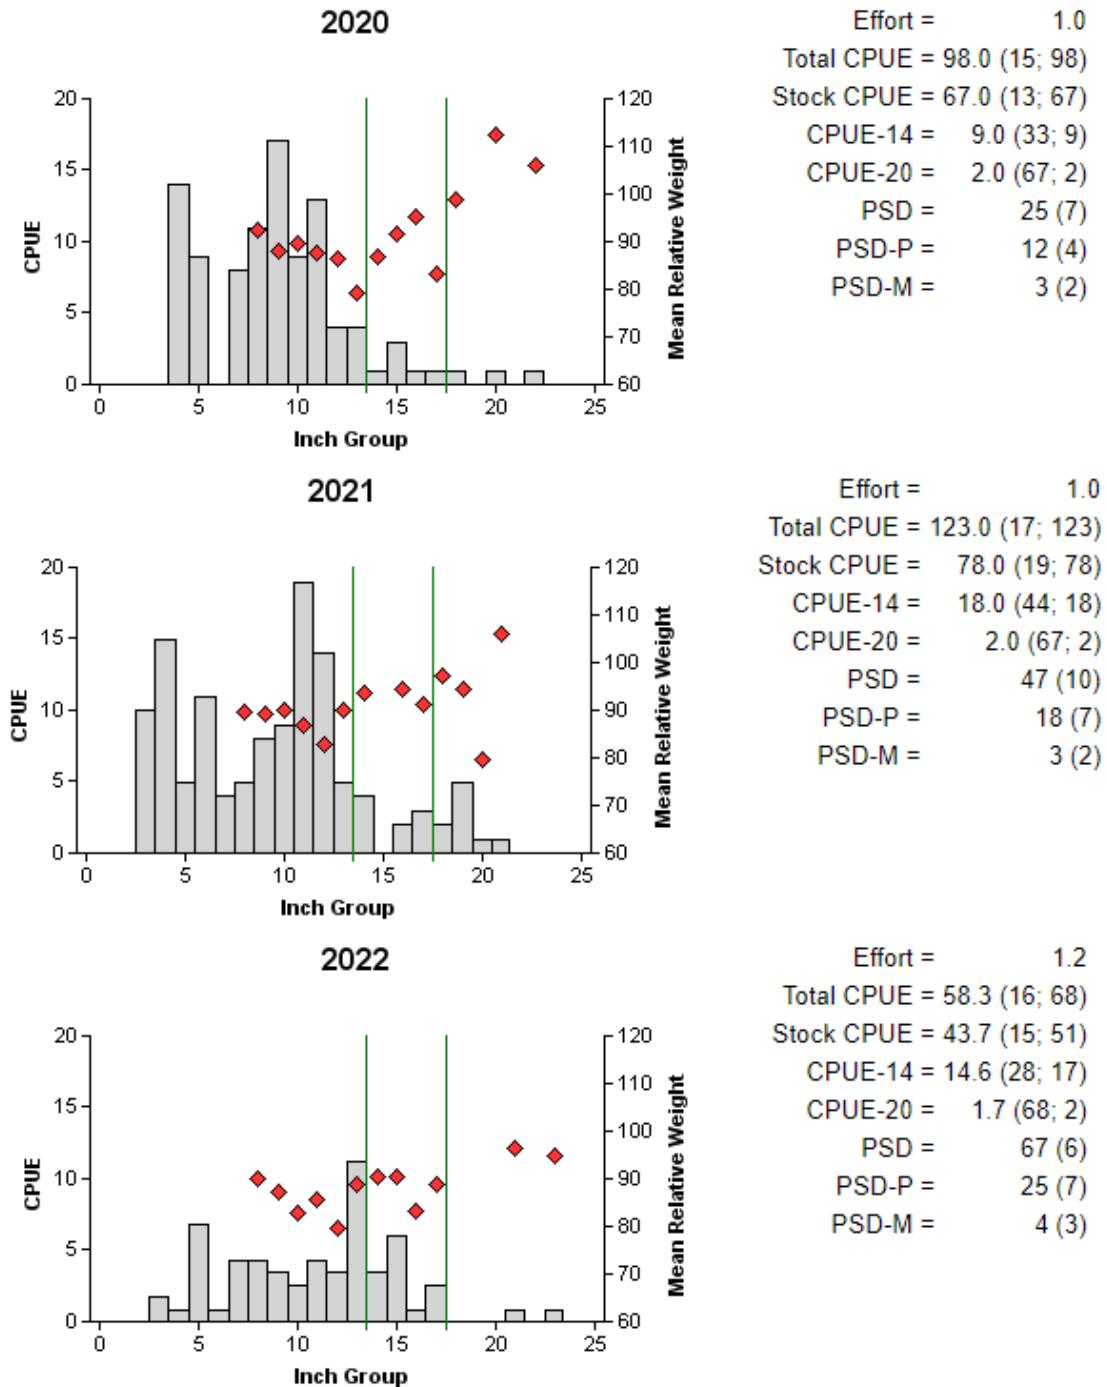 2020
Effort = 1.0
Total CPUE = 98.0 (15; 98)
Stock CPUE = 67.0 (13; 67)
CPUE-14 = 9.0 (33; 9)
CPUE-20 = 2.0 (67; 2)
PSD = 25 (7)
PSD-P = 12 (4)
PSD-M = 3 (2)
20
15
10
5
0
CPUE
120
110
100
90
80
70
60
Mean Relative Weight
0 5 10 15 20 25
Inch Group
2021
Effort = 1.0
Total CPUE = 123.0 (17; 123)
Stock CPUE = 78.0 (19; 78)
CPUE-14 = 18.0 (44; 18)
CPUE-20 = 2.0 (67; 2)
PSD = 47 (10)
PSD-P = 18 (7)
PSD-M = 3 (2)
20
15
10
5
0
CPUE
120
110
100
90
80
70
60
Mean Relative Weight
0 5 10 15 20 25
Inch Group
2022
Effort = 1.2
Total CPUE = 58.3 (16; 68)
Stock CPUE = 43.7 (15; 51)
CPUE-14 = 14.6 (28; 17)
CPUE-20 = 1.7 (68; 2)
PSD = 67 (6)
PSD-P = 25 (7)
PSD-M = 4 (3)
20
15
10
5
0
CPUE
120
110
100
90
80
70
60
Mean Relative Weight
0 5 10 15 20 25
Inch Group